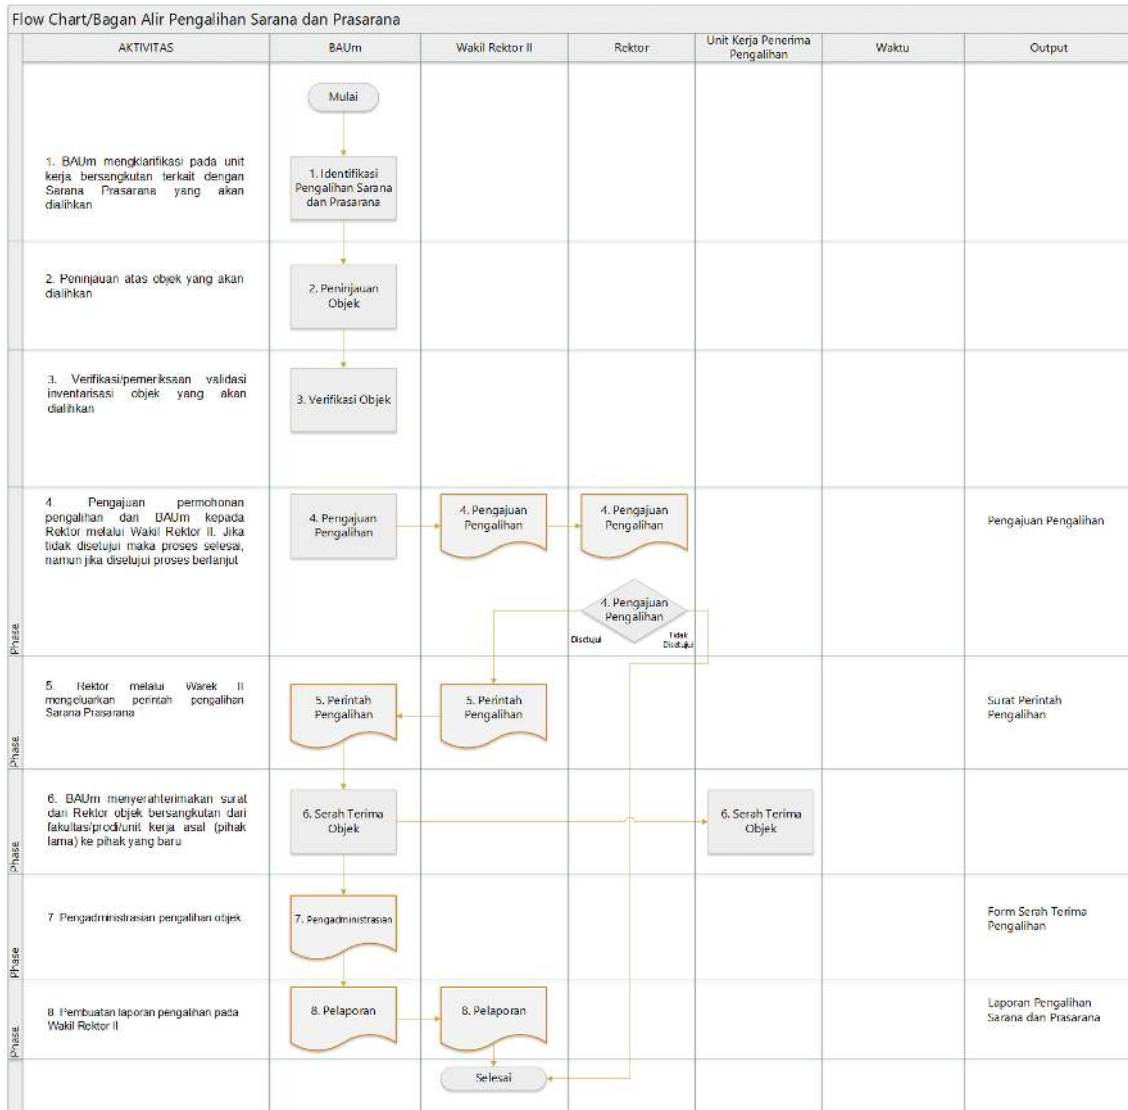 Flow Chart/Bagan Alir Pengalihan Sarana dan Prasarana
AKTIVITAS
BAUm
Wakil Rektor II
Rektor
Unit Kerja Penerima
Pengalihan
Waktu
Output
Mulai
1. BAUm mengklarifikasi pada unit
kerja bersangkutan terkait dengan
Sarana Prasarana yang akan
dialihkan
1. Identifikasi
Pengalihan Sarana
dan Prasarana
2. Peninjauan atas objek yang akan
dialihkan
2. Peninjauan
Objek
3. Verifikasi/pemeriksaan validasi
inventarisasi objek yang akan
dialihkan
3. Verifikasi Objek
Phase
4. Pengajuan permohonan
pengalihan dari BAUm kepada
Rektor melalui Wakil Rektor II. Jika
tidak disetujui maka proses selesai,
namun jika disetujui proses berlanjut
4. Pengajuan
Pengalihan
4. Pengajuan
Pengalihan
4. Pengajuan
Pengalihan
Pengajuan Pengalihan
4. Pengajuan
Pengalihan
Disetujui
Tidak
Disetujui
Phase
5. Rektor melalui Warek II
mengeluarkan perintah pengalihan
Sarana Prasarana
5. Perintah
Pengalihan
5. Perintah
Pengalihan
Surat Perintah
Pengalihan
Phase
6. BAUm menyerahterimakan surat
dari Rektor objek bersangkutan dari
fakultas/prodi/unit kerja asal (pihak
lama) ke pihak yang baru
6. Serah Terima
Objek
6. Serah Terima
Objek
Phase
7 Pengadministrasian pengalihan objek
7. Pengadministrasian
Form Serah Terima
Pengalihan
Phase
8. Pembuatan laporan pengalihan pada
Wakil Rektor II
8. Pelaporan
8. Pelaporan
Laporan Pengalihan
Sarana dan Prasarana
Selesai